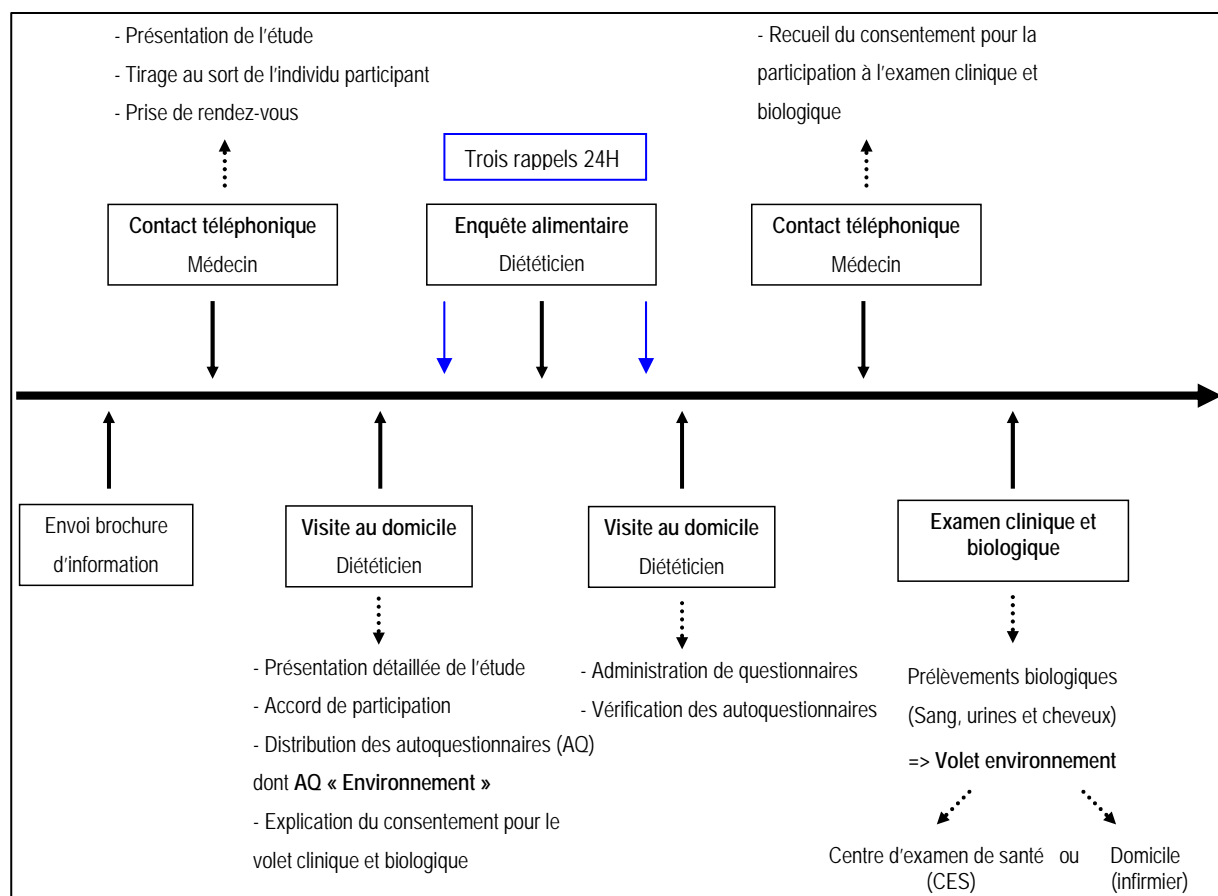 - Présentation de l'étude
- Tirage au sort de l'individu participant
- Prise de rendez-vous
- Recueil du consentement pour la
participation à l'examen clinique et
biologique
Trois rappels 24H
Contact téléphonique
Médecin
Enquête alimentaire
Diététicien
Contact téléphonique
Médecin
Envoi brochure
d'information
Visite au domicile
Diététicien
Visite au domicile
Diététicien
Examen clinique et
biologique
- Présentation détaillée de l'étude
- Accord de participation
- Distribution des autoquestionnaires (AQ)
dont AQ « Environnement »
- Explication du consentement pour le
volet clinique et biologique
- Administration de questionnaires
- Vérification des autoquestionnaires
Prélèvements biologiques
(Sang, urines et cheveux)
=> Volet environnement
Centre d'examen de santé ou Domicile
(CES) (infirmier)